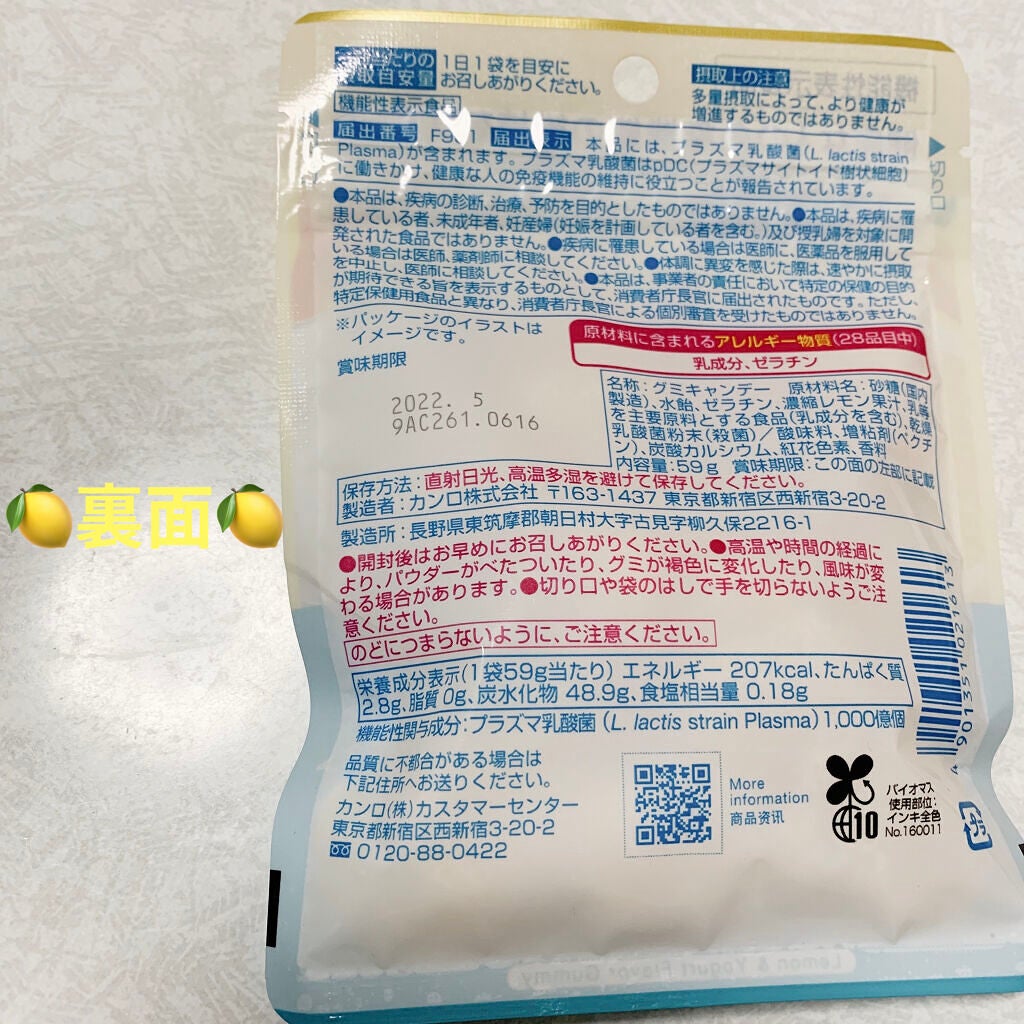 1日1袋を目安に
お召しあがりください。
摂取目安量
摂取上の注意
多量摂取によって、より健康が
増進するものではありません。
機能性表示食品
届出番号 届出表示 本品には、プラズマ乳酸菌(L. lactis strain
Plasma)が含まれます。プラズマ乳酸菌はpDC(プラズマサイトイド樹状細胞)
に働きかけ、健康な人の免疫機能の維持に役立つことが報告されています。
切り口
●本品は、疾病の診断、治療、予防を目的としたものではありません。●本品は、疾病に罹
患している者、未成年者、妊産婦(妊娠を計画している者を含む。)及び授乳婦を対象に開
発された食品ではありません。●疾病に罹患している場合は医師に、医薬品を服用して
いる場合は医師、薬剤師に相談してください。●体調に異変を感じた際は、速やかに摂取
を中止し、医師に相談してください。●本品は、事業者の責任において特定の保健の目的
が期待できる旨を表示するものとして、消費者庁長官に届出されたものです。ただし、
特定保健用食品と異なり、消費者庁長官による個別審査を受けたものではありません。
※パッケージのイラストは
イメージです。
賞味期限
2022. 5
9AC261.0616
原材料に含まれるアレルギー物質(28品目中)
乳成分、ゼラチン
名称:グミキャンデー 原材料名:砂糖(国内
製造)、水飴、ゼラチン、濃縮レモン果汁、乳等
を主要原料とする食品(乳成分を含む)、乾燥
乳酸菌粉末(殺菌)/酸味料、増粘剤(ペクチ
ン)、炭酸カルシウム、紅花色素、香料
内容量:59g 賞味期限:この面の左部に記載
保存方法:直射日光、高温多湿を避けて保存してください。
製造者:カンロ株式会社 〒163-1437 東京都新宿区西新宿3-20-2
製造所:長野県東筑摩郡朝日村大字古見字柳久保2216-1
🍋裏面🍋
●開封後はお早めにお召しあがりください。●高温や時間の経過に
より、パウダーがべたついたり、グミが褐色に変化したり、風味が変
わる場合があります。●切り口や袋のはしで手を切らないようご注
意ください。
のどにつまらないように、ご注意ください。
栄養成分表示(1袋59g当たり) エネルギー 207kcal、たんぱく質
2.8g、脂質 0g、炭水化物 48.9g、食塩相当量 0.18g
機能性関与成分:プラズマ乳酸菌 (L. lactis strain Plasma) 1,000億個
4 901351 021613
品質に不都合がある場合は
下記住所へお送りください。
カンロ(株)カスタマーセンター
東京都新宿区西新宿3-20-2
0120-88-0422
More
information
商品资讯
10
バイオマス
使用部位:
インキ全色
No.160011
プラ
Lemon & Yogurt Flavor Gummy